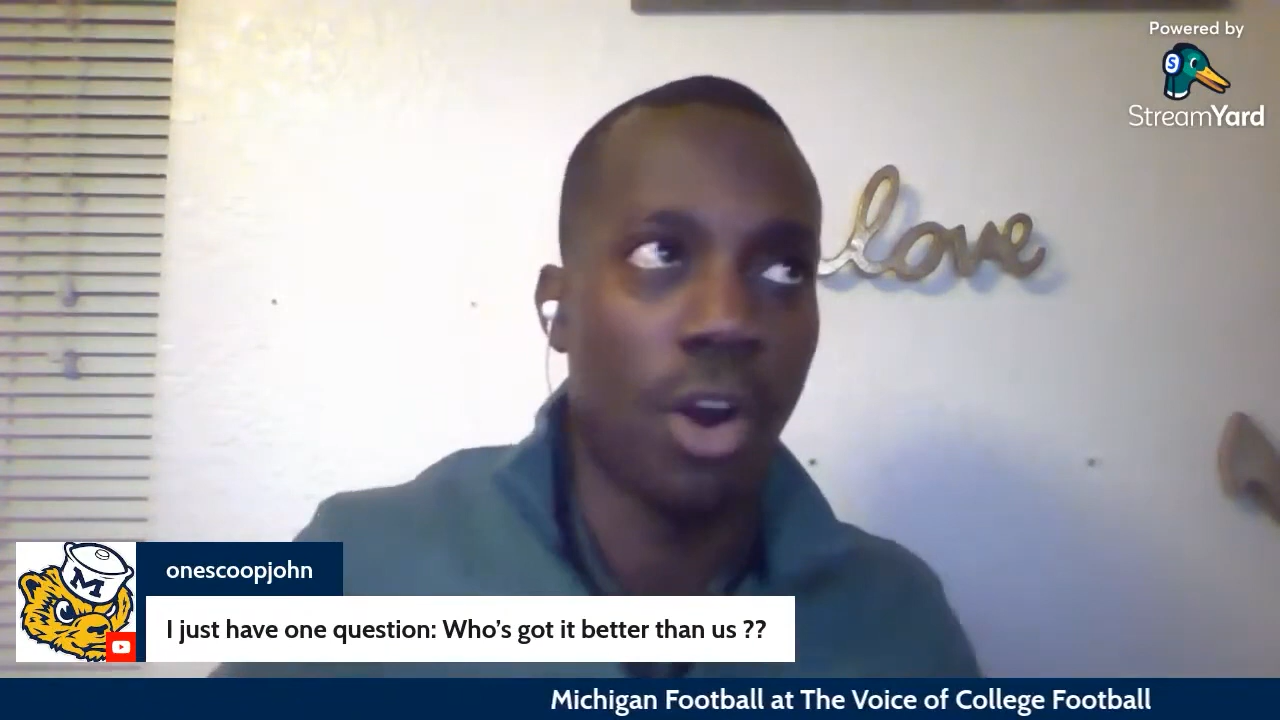 Powered by
S
StreamYard
love
M
onescoopjohn
I just have one question: Who's got it better than us ??
Michigan Football at The Voice of College Football